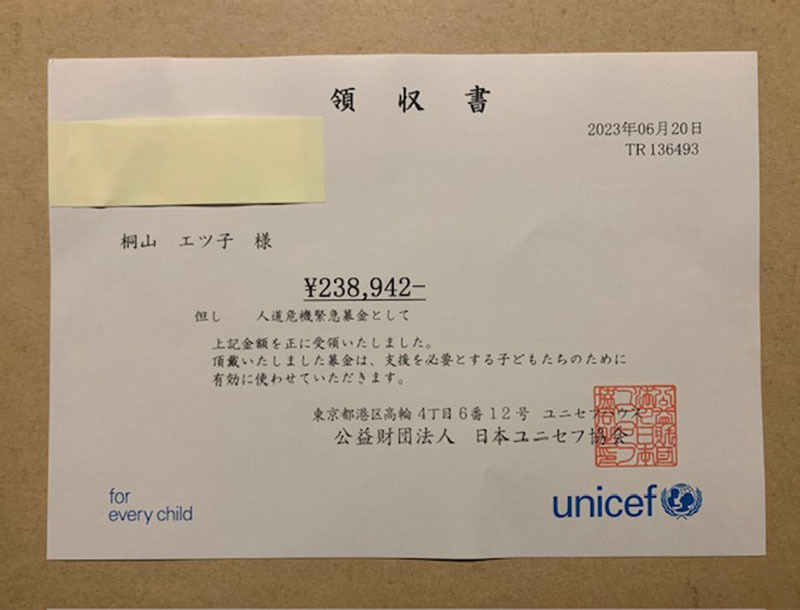 領 収 書
2023年06月20日
TR 136493
桐山 エツ子 様
¥238,942-
但し 人道危機緊急募金として
上記金額を正に受領いたしました。
頂戴いたしました募金は、支援を必要とする子どもたちのために
有効に使わせていただきます。
東京都港区高輪4丁目6番12号 ユニセフハウス
公益財団法人 日本ユニセフ協会
for
every child
unicef